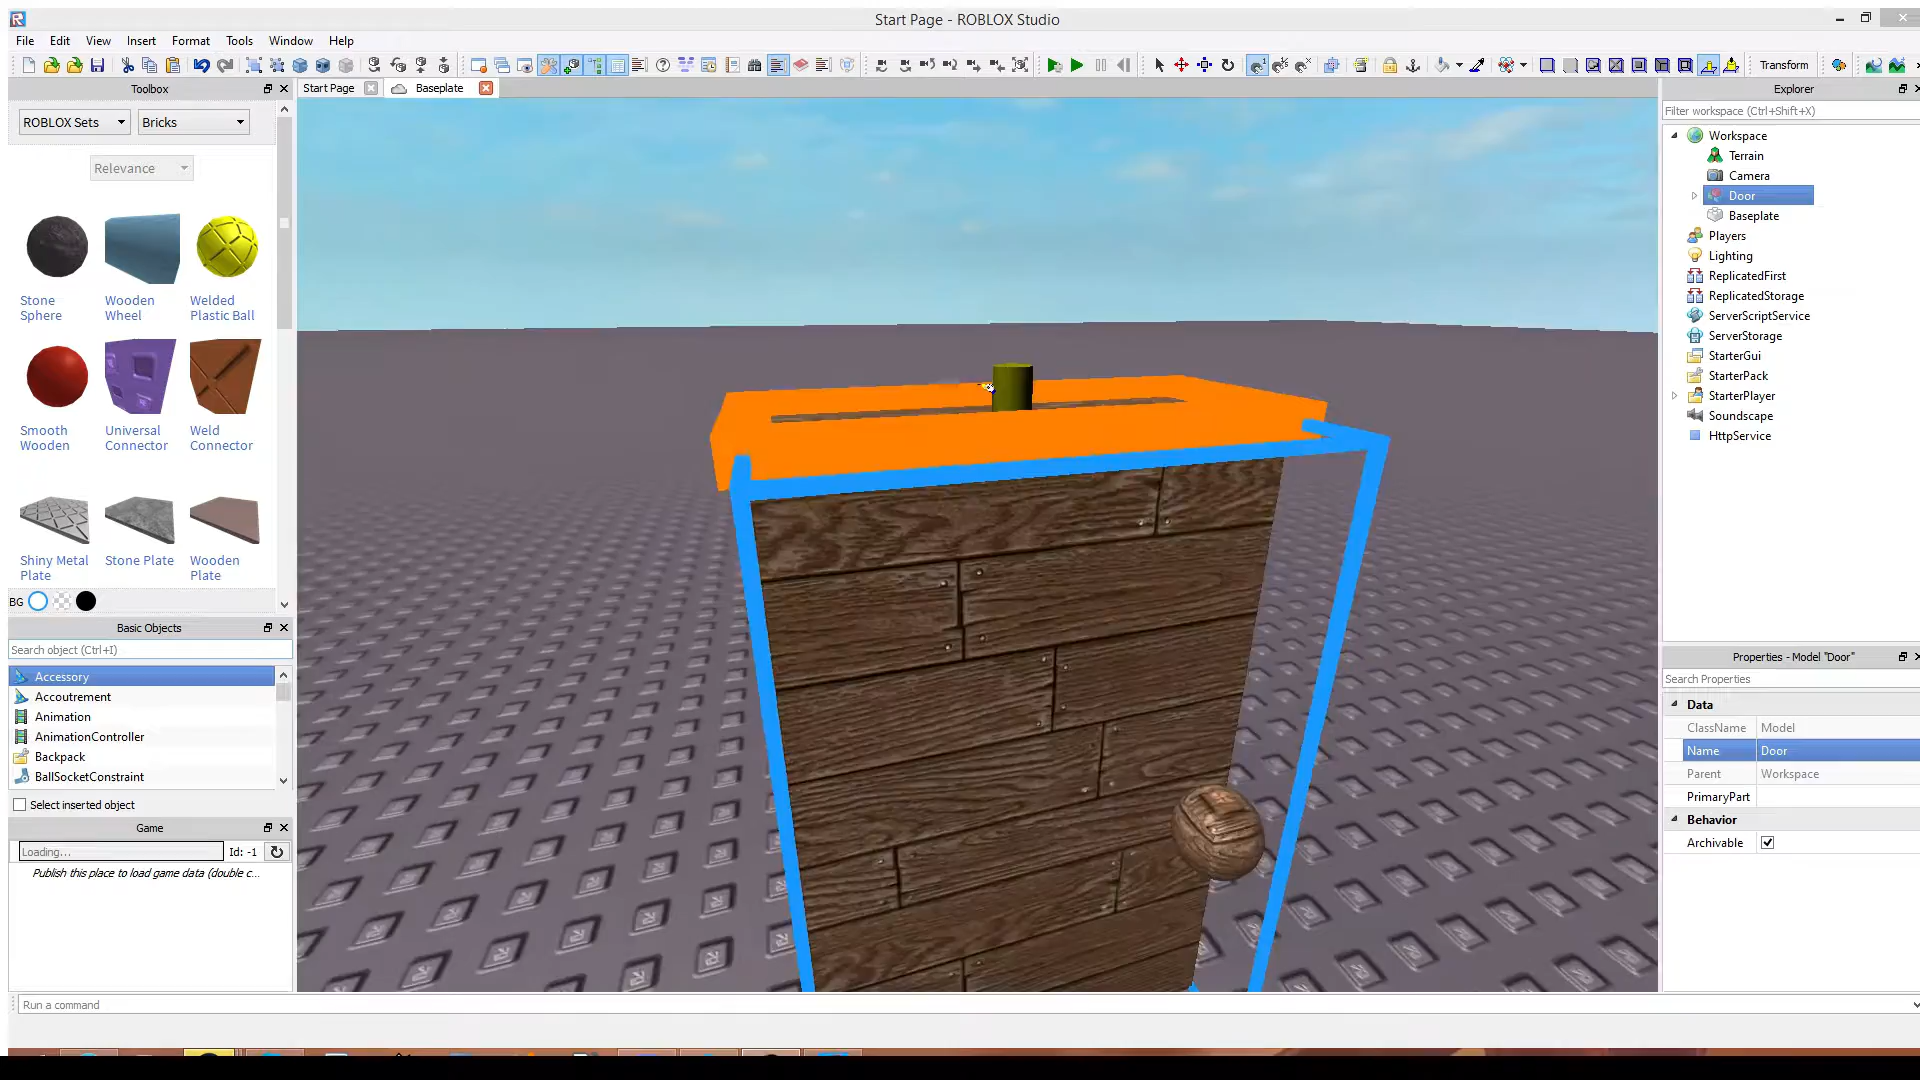 Start Page - ROBLOX Studio
File Edit View Insert Format Tools Window Help
Transform
Toolbox
Start Page Baseplate
Explorer
ROBLOX Sets Bricks
Filter workspace (Ctrl+Shift+X)
Relevance
Workspace
Terrain
Camera
Door
Baseplate
Players
Lighting
ReplicatedFirst
ReplicatedStorage
ServerScriptService
ServerStorage
StarterGui
StarterPack
StarterPlayer
Soundscape
HttpService
Stone Sphere
Wooden Wheel
Welded Plastic Ball
Smooth Wooden
Universal Connector
Weld Connector
Shiny Metal Plate
Stone Plate
Wooden Plate
BG
Basic Objects
Search object (Ctrl+I)
Accessory
Accoutrement
Animation
AnimationController
Backpack
BallSocketConstraint
Select inserted object
Game
Loading... Id: -1
Publish this place to load game data (double c...
Properties - Model "Door"
Search Properties
Data
ClassName Model
Name Door
Parent Workspace
PrimaryPart
Behavior
Archivable
Run a command